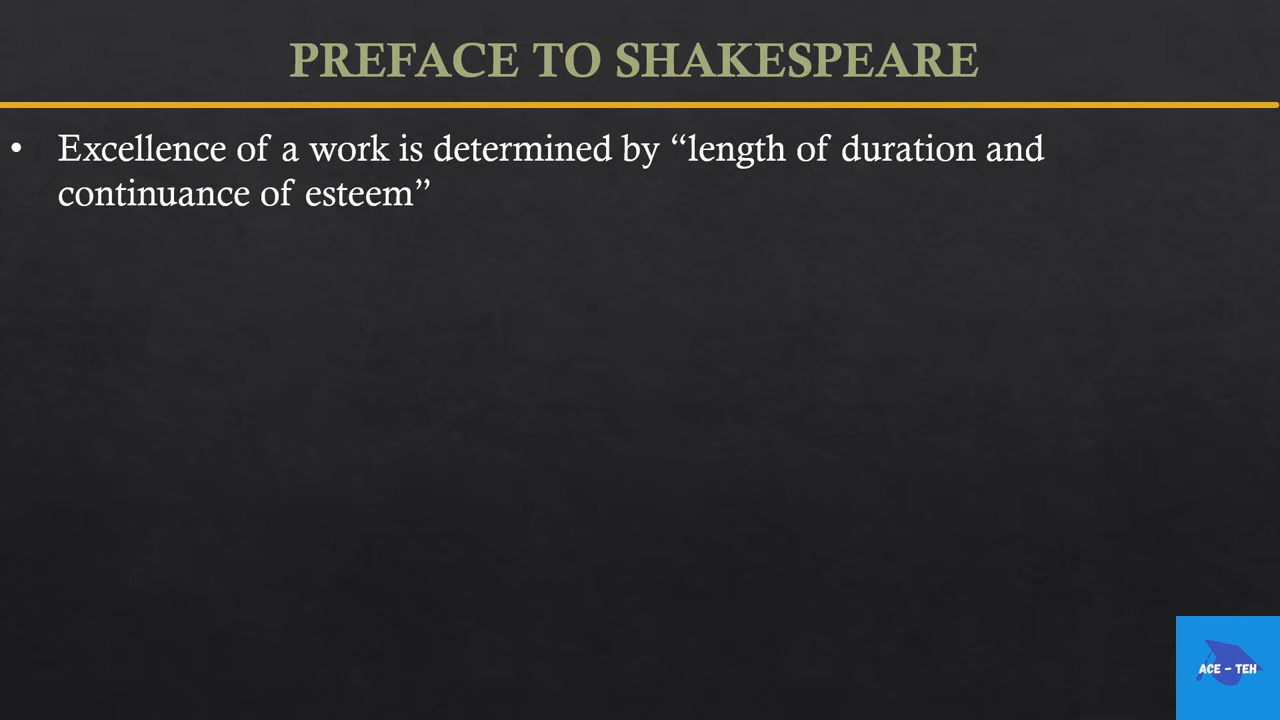 PREFACE TO SHAKESPEARE
• Excellence of a work is determined by “length of duration and
continuance of esteem”
ACE – TEH